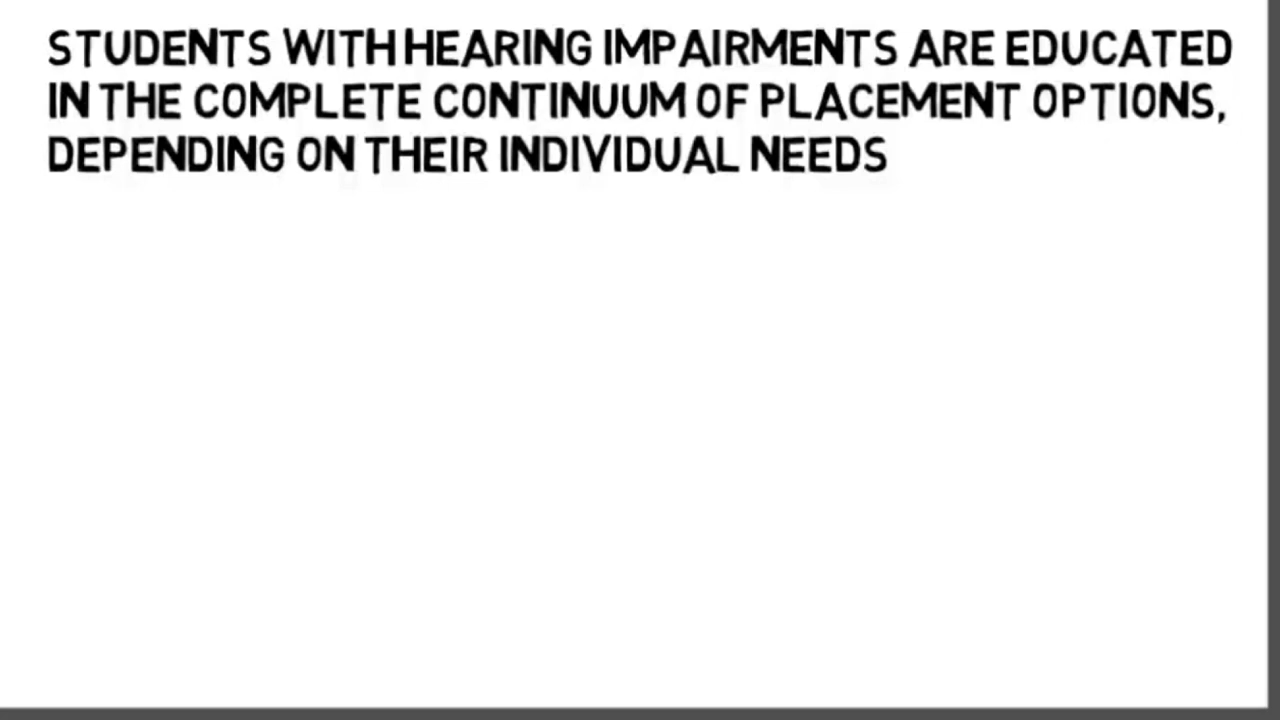 STUDENTS WITH HEARING IMPAIRMENTS ARE EDUCATED
IN THE COMPLETE CONTINUUM OF PLACEMENT OPTIONS,
DEPENDING ON THEIR INDIVIDUAL NEEDS